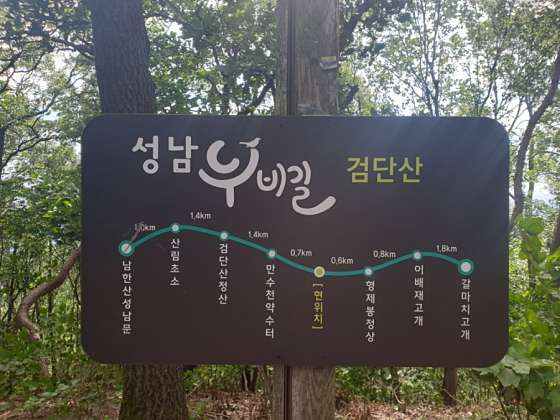 성남 누비길 검단산
1,4km
1,4km
0,7km
0,6km
0,8km
1,8km
남한산성남문
산림초소
검단산정산
만수천약수터
[현위치]
형제봉정상
이배재고개
갈마치고개